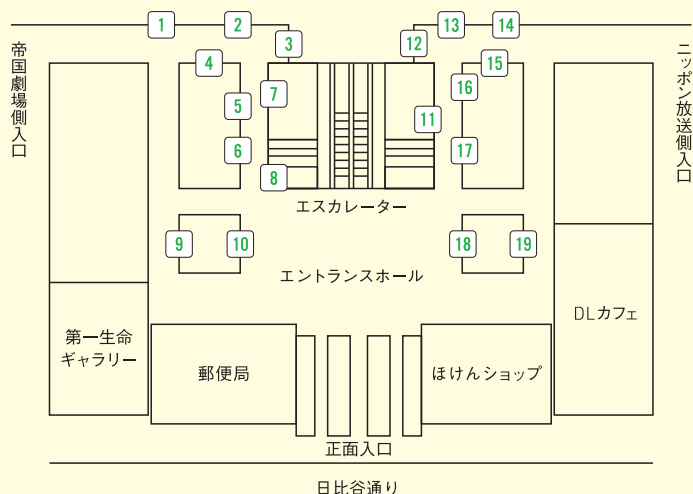 1
2
3
12
13
14
帝国劇場側入口
ニッポン放送側入口
4
15
5
16
7
11
6
17
8
エスカレーター
9
10
18
19
エントランスホール
第一生命
ギャラリー
郵便局
ほけんショップ
DLカフェ
正面入口
日比谷通り